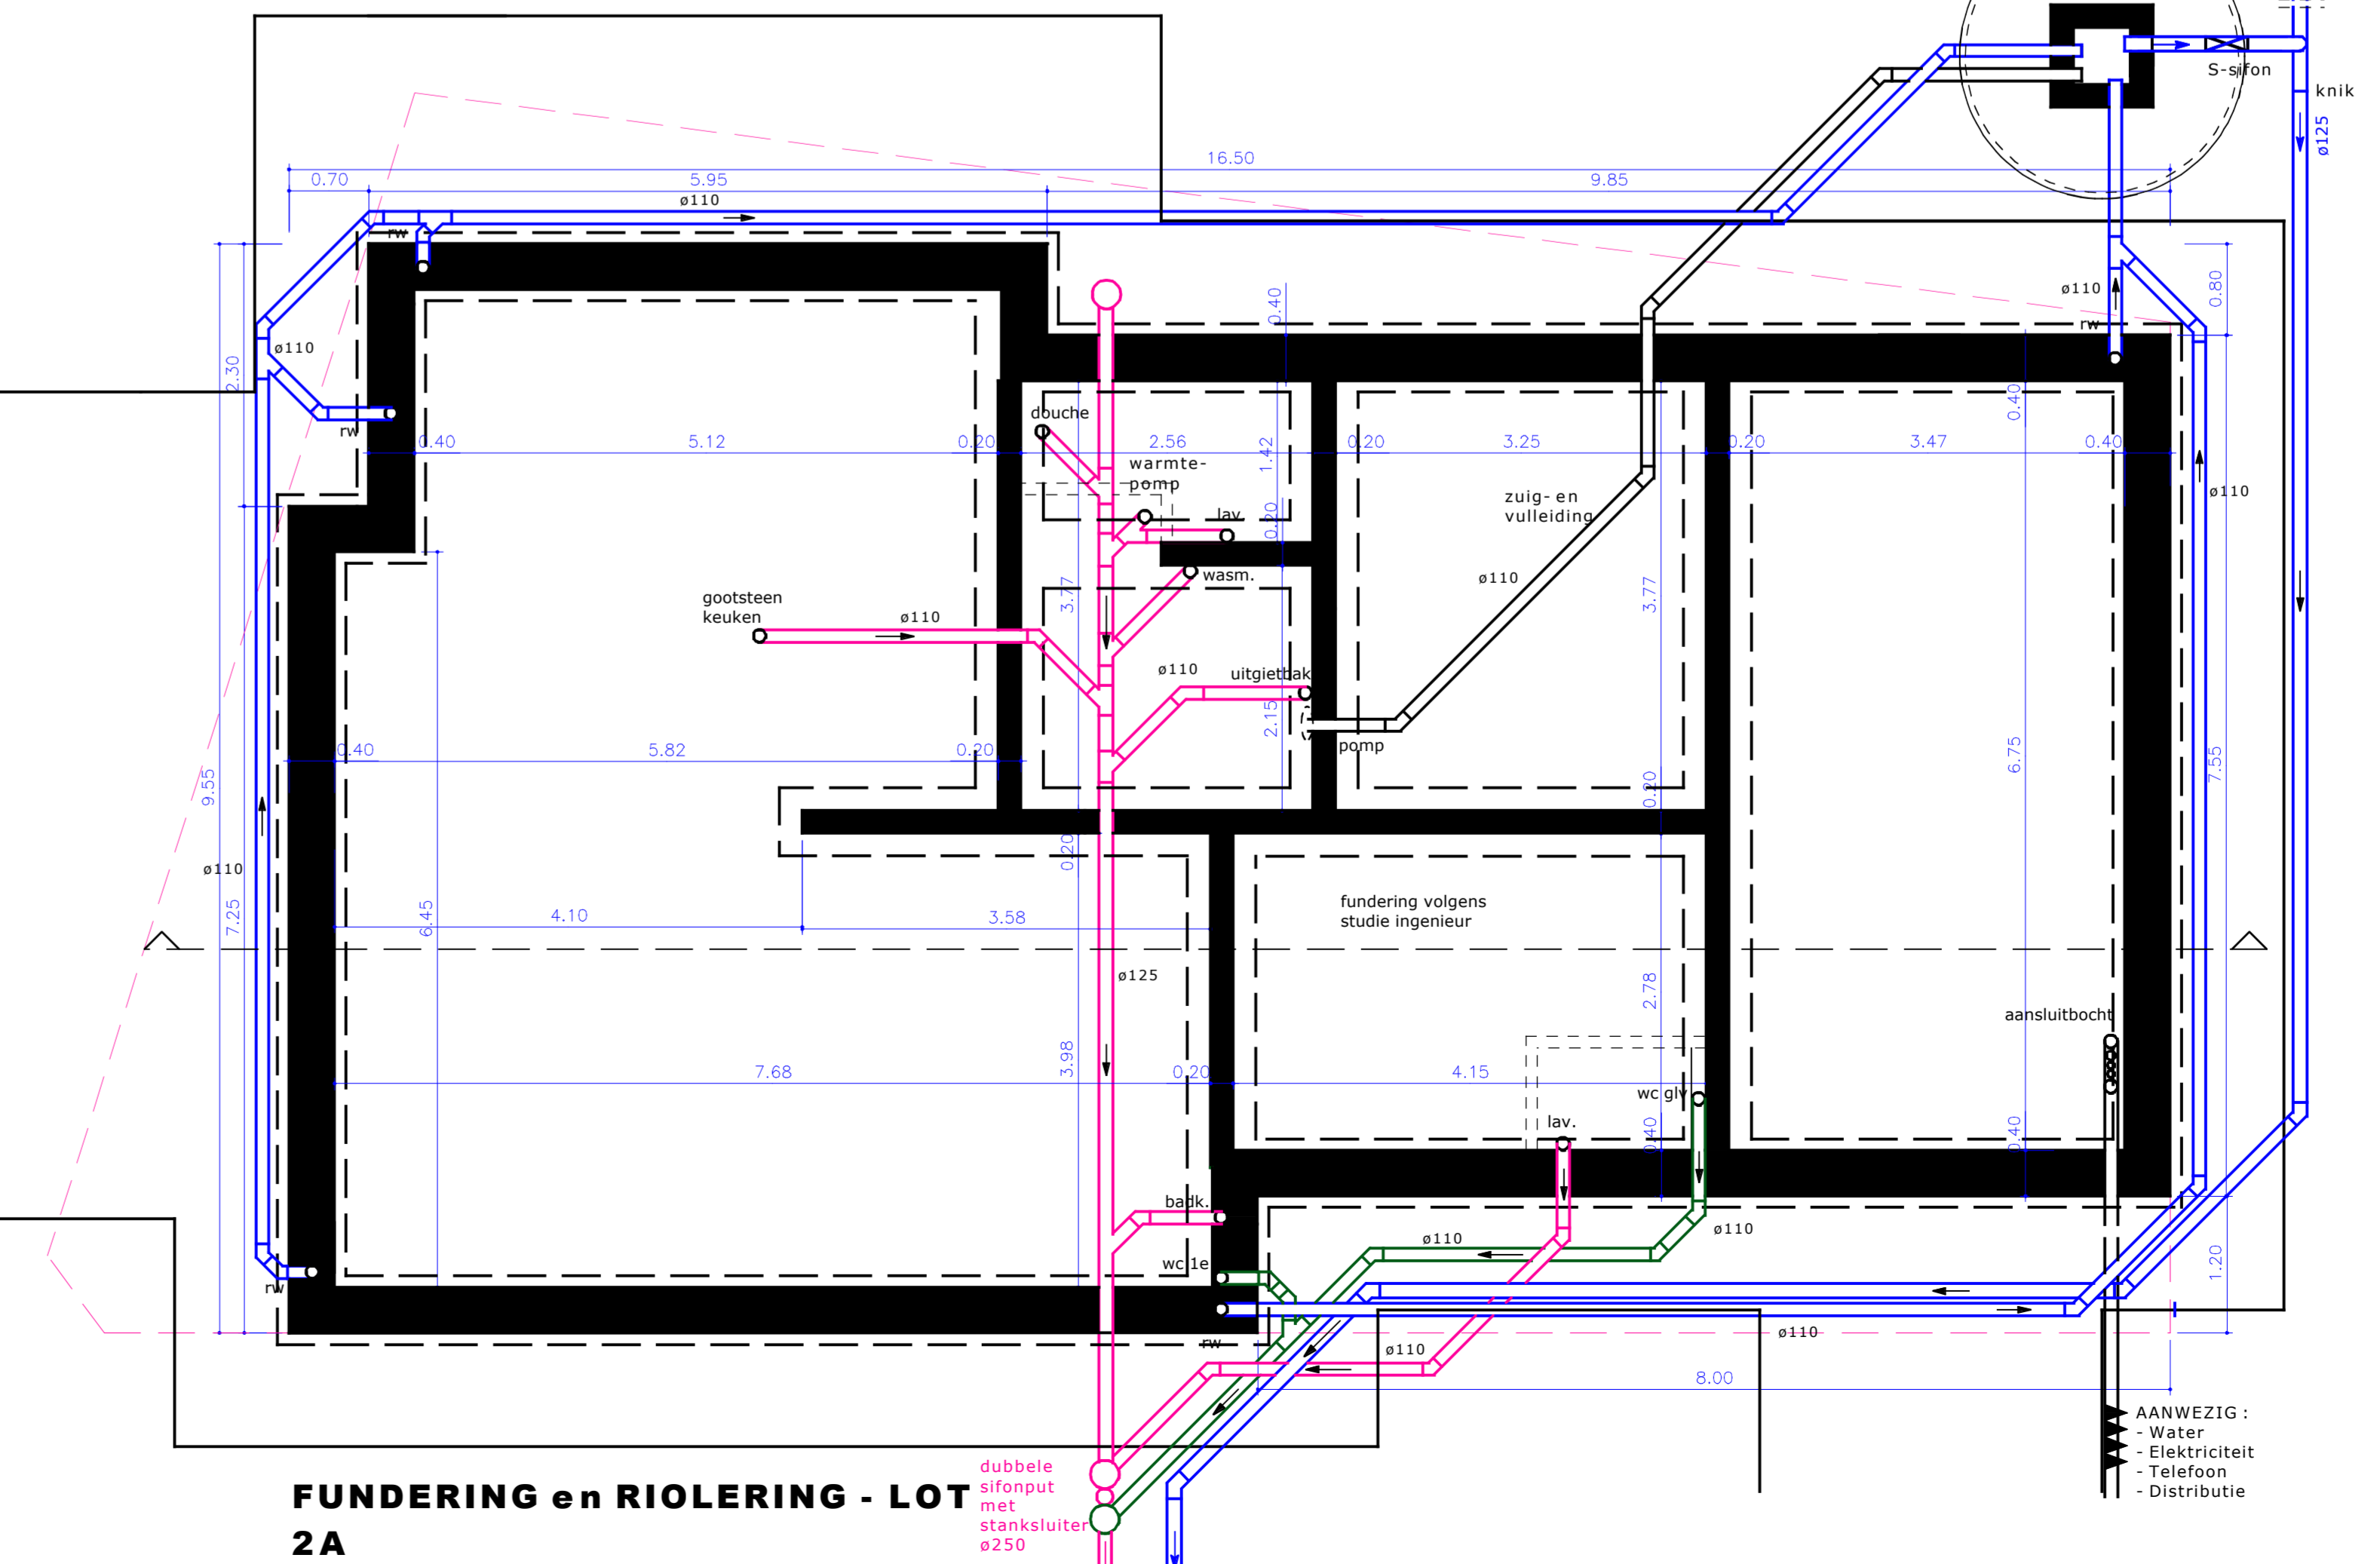 S-sifon
knik
ø125
16.50
0.70
5.95
9.85
ø110
rw
0.40
ø110
0.80
rw
2.30
ø110
rw
douche
0.40
0.40
5.12
0.20
2.56
1.42
0.20
3.25
0.20
3.47
0.40
warmte-
pomp
ø110
zuig- en
vulleiding
lav.
0.20
wasm.
3.77
ø110
3.77
gootsteen
keuken
ø110
ø110
uitgietbak
2.15
pomp
0.40
5.82
0.20
6.75
7.55
9.55
0.20
0.20
ø110
7.25
6.45
4.10
3.58
fundering volgens
studie ingenieur
ø125
2.78
aansluitbocht
3.98
7.68
0.20
4.15
wc glv
lav.
0.40
0.40
badk.
ø110
ø110
wc 1e
1.20
rw
rw
ø110
ø110
8.00
AANWEZIG :
- Water
- Elektriciteit
- Telefoon
- Distributie
FUNDERING en RIOLERING - LOT
2A
dubbele
sifonput
met
stanksluiter
ø250